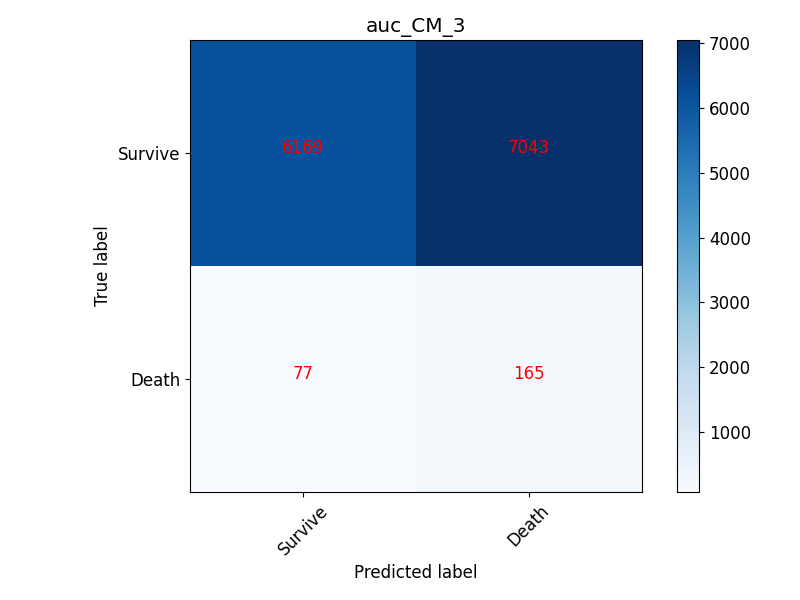 auc_CM_3
Survive
6169
7043
Death
77
165
True label
Survive
Death
Predicted label
7000
6000
5000
4000
3000
2000
1000